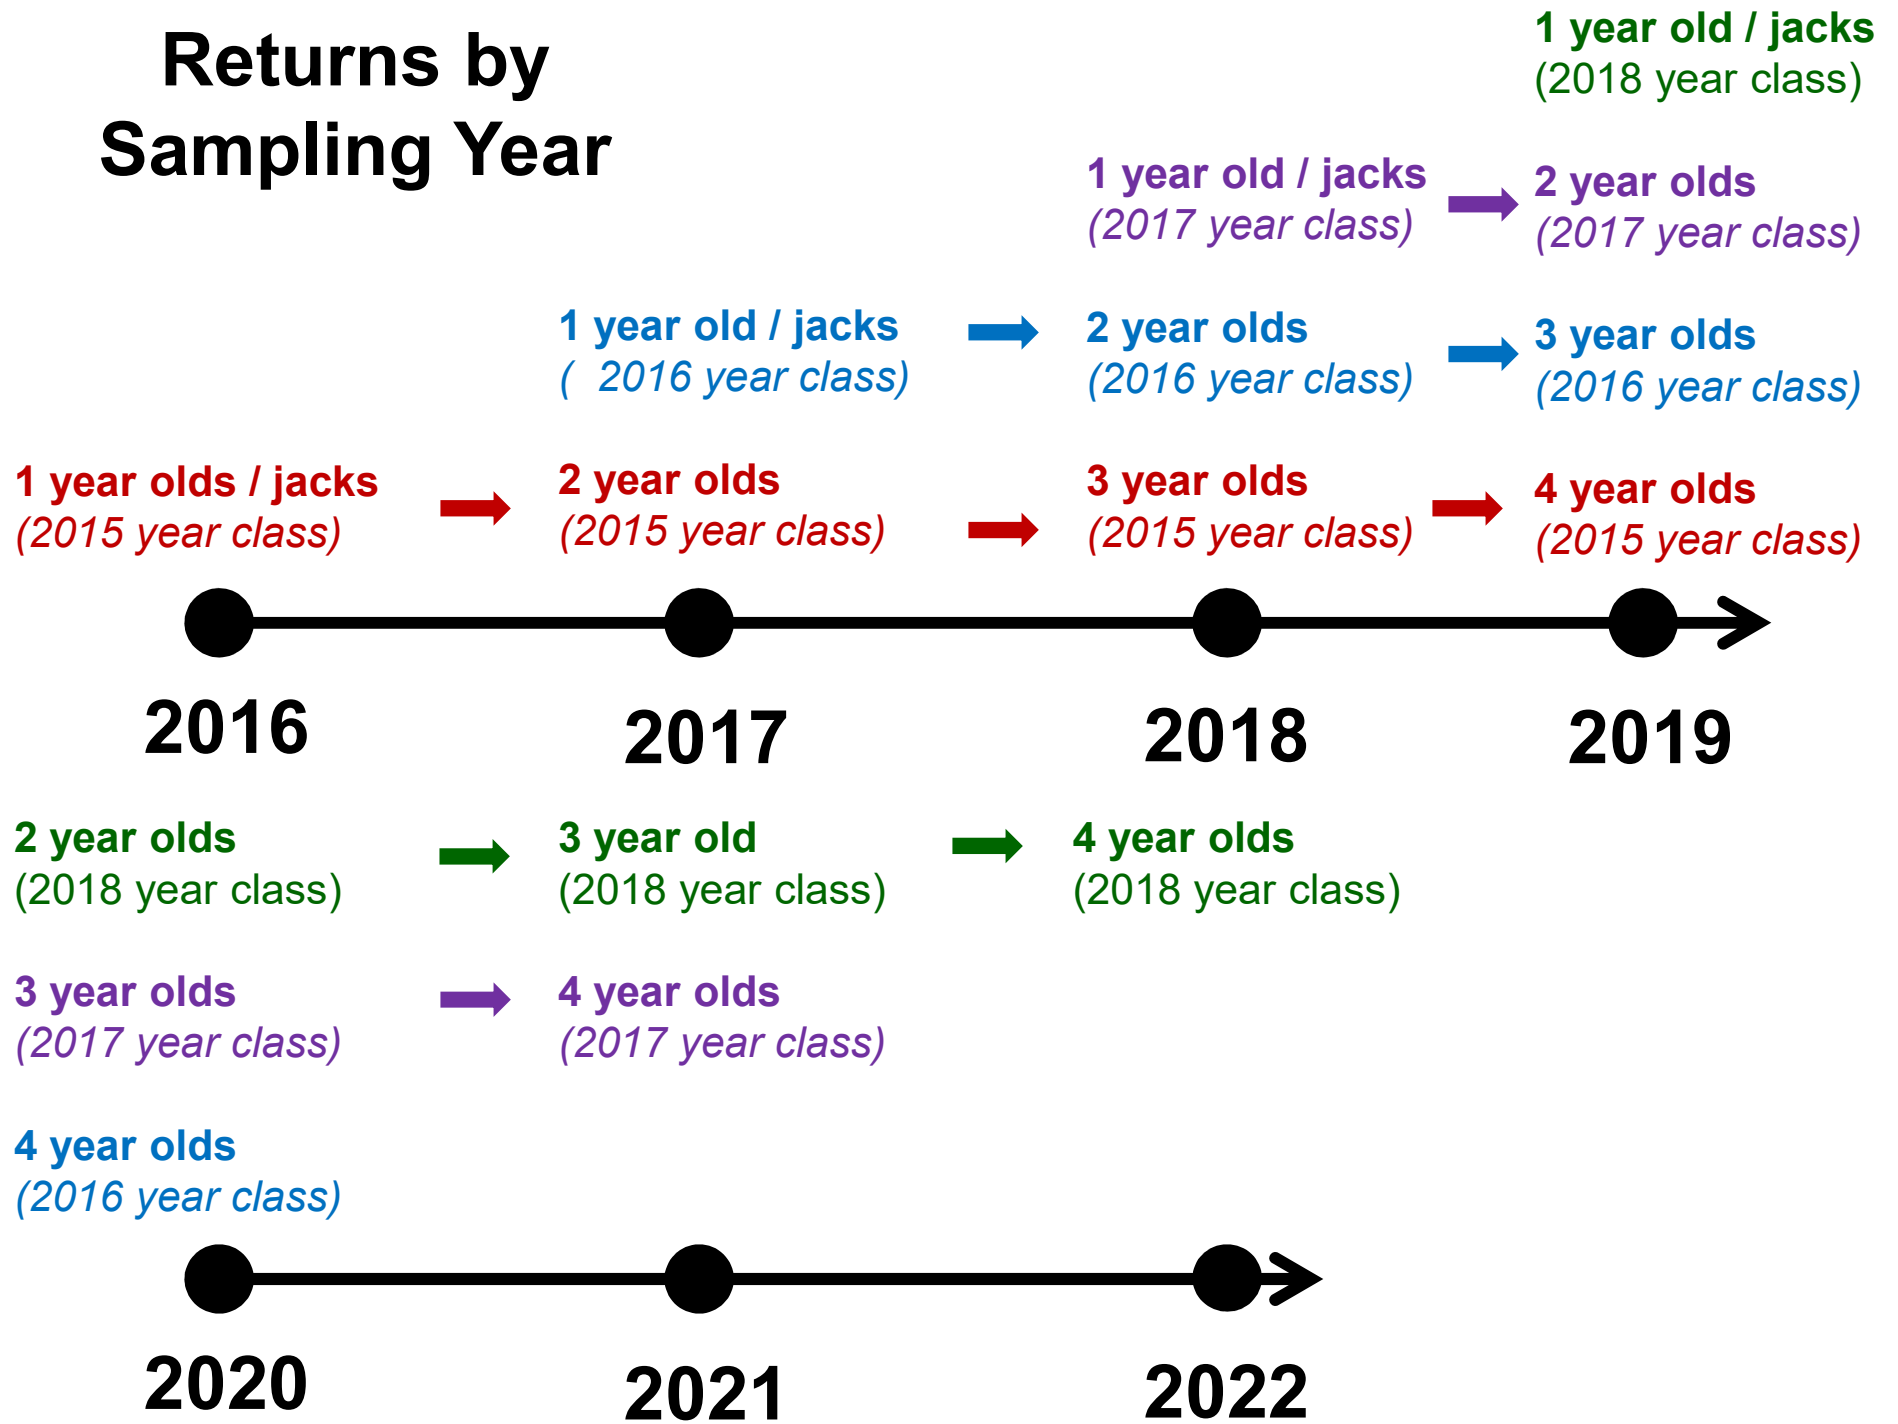 Returns by
Sampling Year
1 year old / jacks
(2018 year class)
1 year old / jacks
(2017 year class)
2 year olds
(2017 year class)
1 year old / jacks
(  2016 year class)
2 year olds
(2016 year class)
3 year olds
(2016 year class)
1 year olds / jacks
(2015 year class)
2 year olds
(2015 year class)
3 year olds
(2015 year class)
4 year olds
(2015 year class)
2016
2017
2018
2019
2 year olds
(2018 year class)
3 year old
(2018 year class)
4 year olds
(2018 year class)
3 year olds
(2017 year class)
4 year olds
(2017 year class)
4 year olds
(2016 year class)
2020
2021
2022